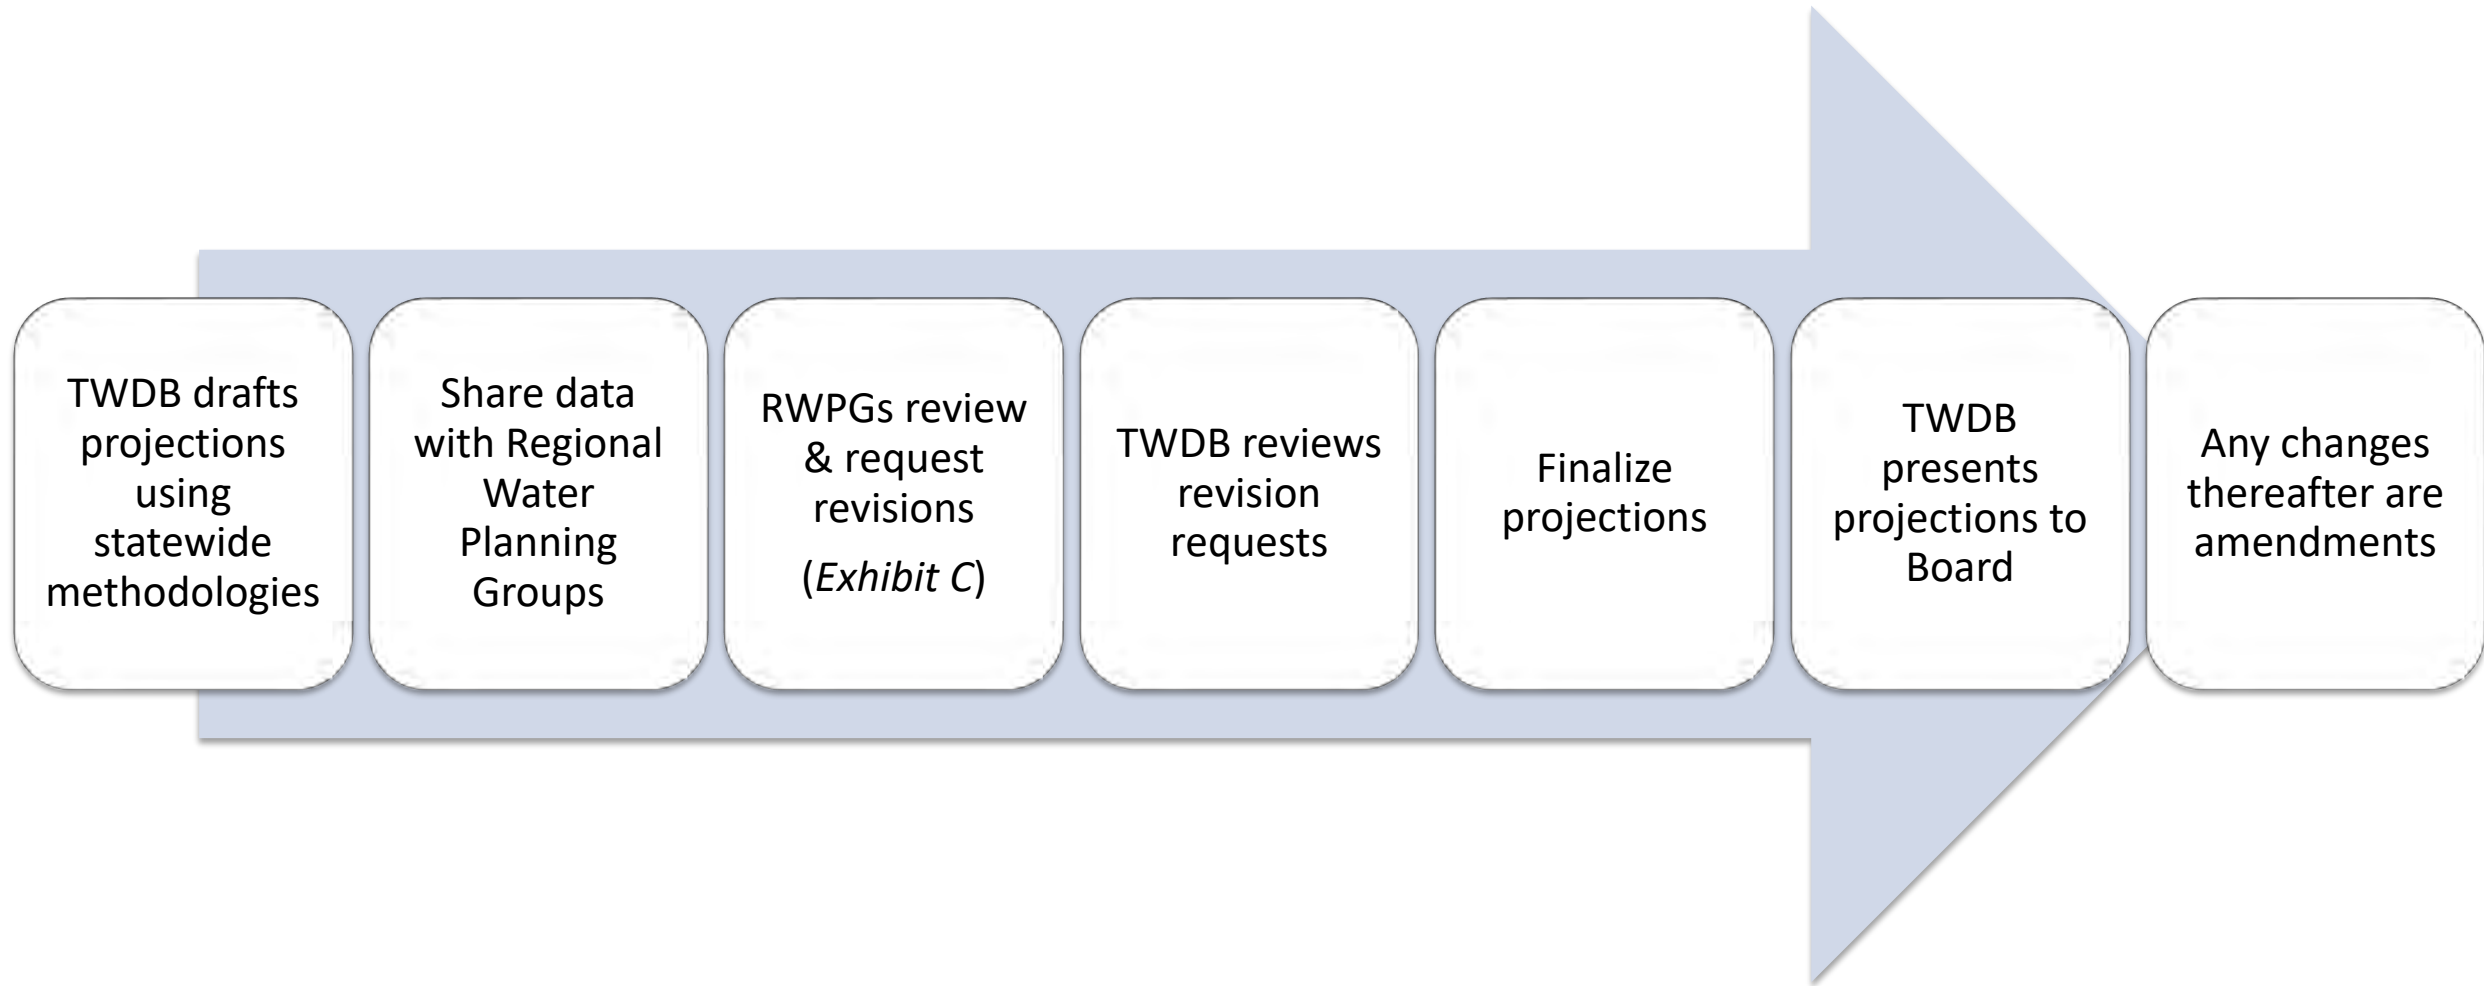 TWDB drafts
projections
using
statewide
methodologies
Share data
with Regional
Water
Planning
Groups
RWPGs review
& request
revisions
(Exhibit C)
TWDB reviews
revision
requests
Finalize
projections
TWDB
presents
projections to
Board
Any changes
thereafter are
amendments